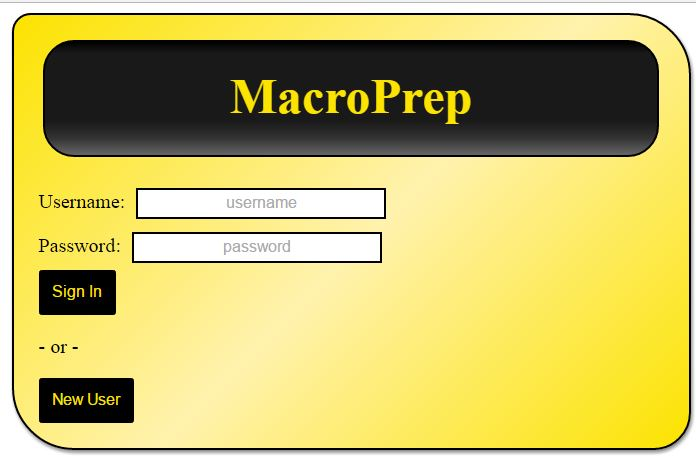 MacroPrep
Username: username
Password: password
Sign In
- or -
New User